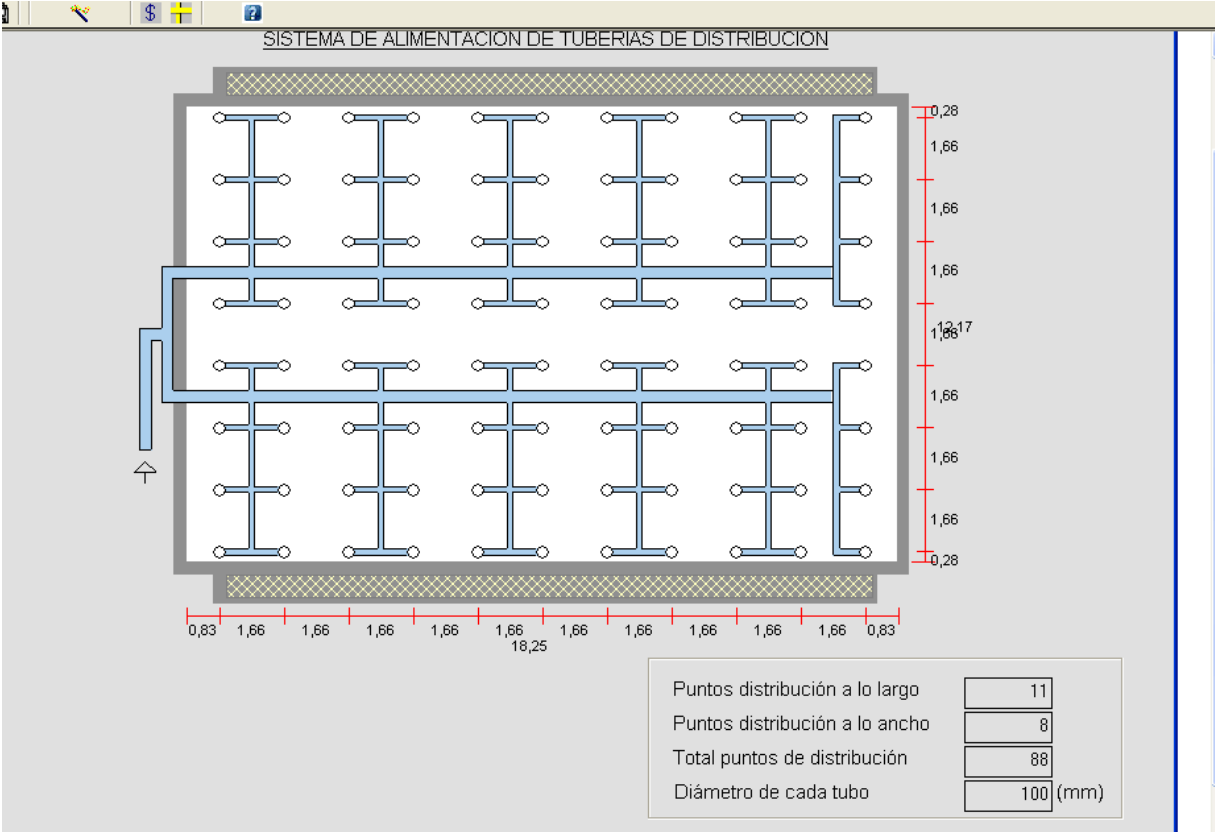 $
?
SISTEMA DE ALIMENTACION DE TUBERIAS DE DISTRIBUCION
0,28
1,66
1,66
1,66
12,17
1,66
1,66
1,66
1,66
0,28
0,83 1,66 1,66 1,66 1,66 1,66 1,66 1,66 1,66 1,66 1,66 0,83
18,25
Puntos distribución a lo largo 11
Puntos distribución a lo ancho 8
Total puntos de distribución 88
Diámetro de cada tubo 100 (mm)